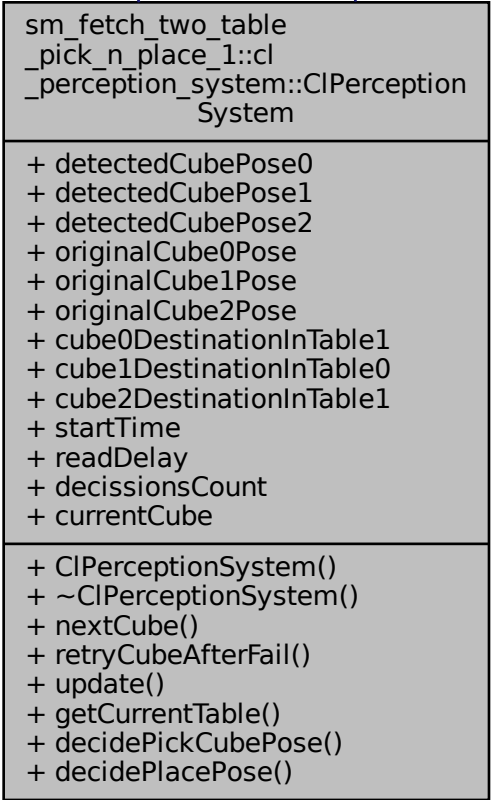 sm_fetch_two_table
_pick_n_place_1::cl
_perception_system::ClPerception
System
+ detectedCubePose0
+ detectedCubePose1
+ detectedCubePose2
+ originalCube0Pose
+ originalCube1Pose
+ originalCube2Pose
+ cube0DestinationInTable1
+ cube1DestinationInTable0
+ cube2DestinationInTable1
+ startTime
+ readDelay
+ decissionsCount
+ currentCube
+ ClPerceptionSystem()
+ ~ClPerceptionSystem()
+ nextCube()
+ retryCubeAfterFail()
+ update()
+ getCurrentTable()
+ decidePickCubePose()
+ decidePlacePose()